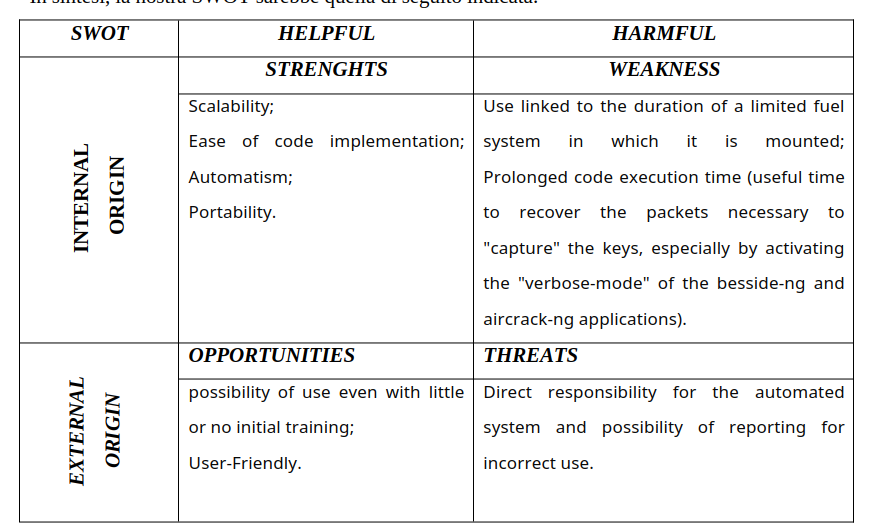 In sintesi, la nostra SWOT sarebbe quella di seguito indicata:
SWOT HELPFUL HARMFUL
STRENGHTS WEAKNESS
INTERNAL
ORIGIN
Scalability;
Ease of code implementation;
Automatism;
Portability.
Use linked to the duration of a limited fuel
system in which it is mounted;
Prolonged code execution time (useful time
to recover the packets necessary to
"capture" the keys, especially by activating
the "verbose-mode" of the besside-ng and
aircrack-ng applications).
OPPORTUNITIES THREATS
EXTERNAL
ORIGIN
possibility of use even with little
or no initial training;
User-Friendly.
Direct responsibility for the automated
system and possibility of reporting for
incorrect use.